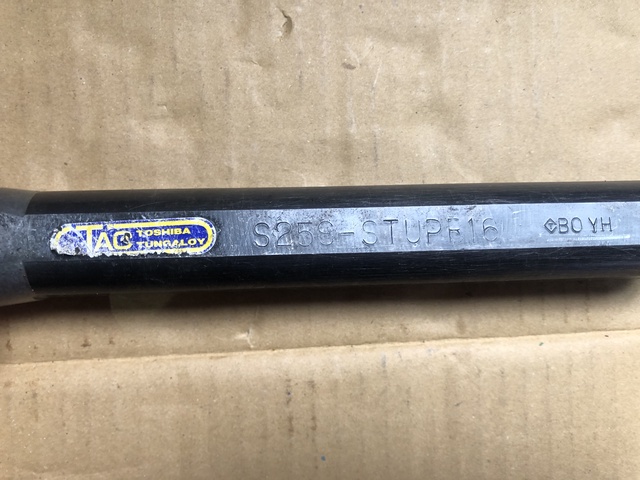 TAC TOSHIBA
TUNGALOY
S25S-STUPR16
BO YH